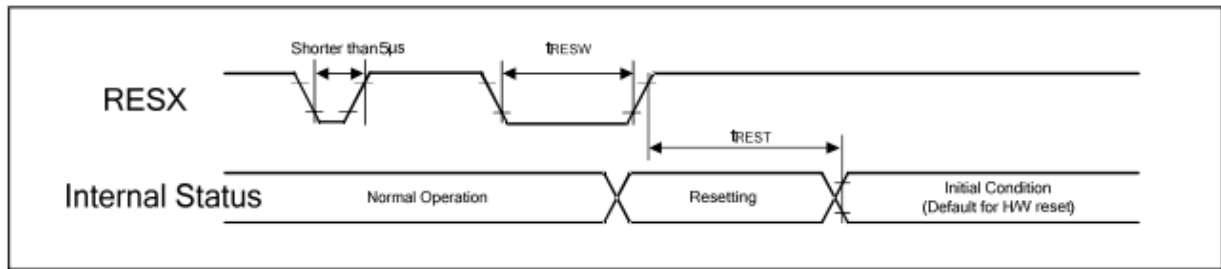 Shorter than 5µs
tRESW
RESX
tREST
Internal Status
Normal Operation
Resetting
Initial Condition
(Default for H/W reset)